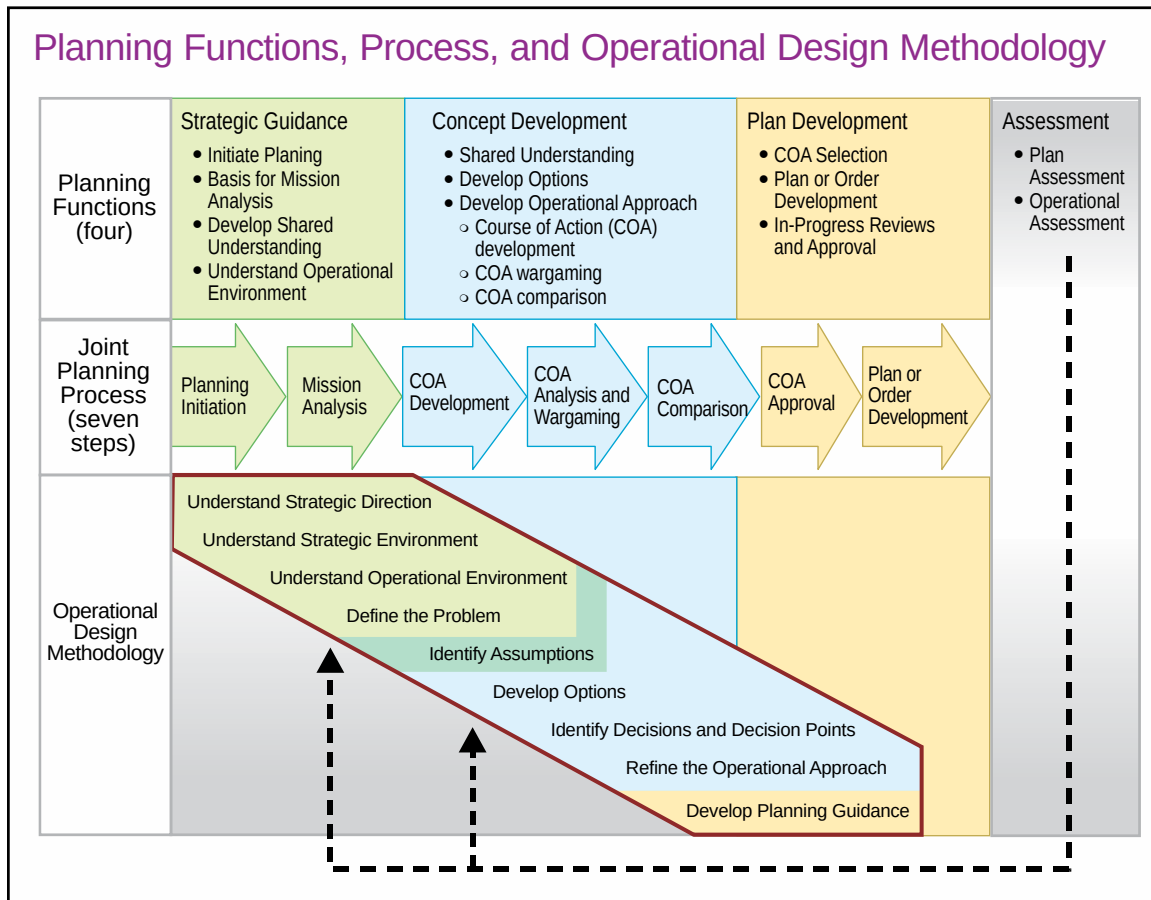 Planning Functions, Process, and Operational Design Methodology
Planning
Functions
(four)
Strategic Guidance
• Initiate Planing
• Basis for Mission
Analysis
• Develop Shared
Understanding
• Understand Operational
Environment
Concept Development
• Shared Understanding
• Develop Options
• Develop Operational Approach
○ Course of Action (COA)
development
○ COA wargaming
○ COA comparison
Plan Development
• COA Selection
• Plan or Order
Development
• In-Progress Reviews
and Approval
Assessment
• Plan
Assessment
• Operational
Assessment
Joint
Planning
Process
(seven
steps)
Planning
Initiation
Mission
Analysis
COA
Development
COA
Analysis and
Wargaming
COA
Comparison
COA
Approval
Plan or
Order
Development
Operational
Design
Methodology
Understand Strategic Direction
Understand Strategic Environment
Understand Operational Environment
Define the Problem
Identify Assumptions
Develop Options
Identify Decisions and Decision Points
Refine the Operational Approach
Develop Planning Guidance